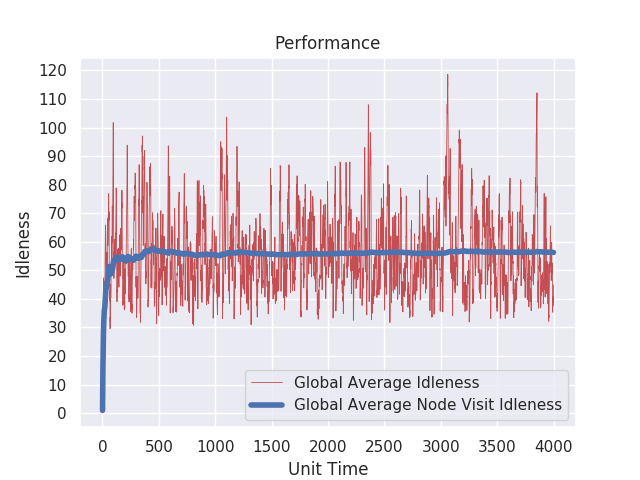 Performance
120
110
100
90
80
70
60
50
40
30
20
10
0
Idleness
0 500 1000 1500 2000 2500 3000 3500 4000
Unit Time
Global Average Idleness
Global Average Node Visit Idleness